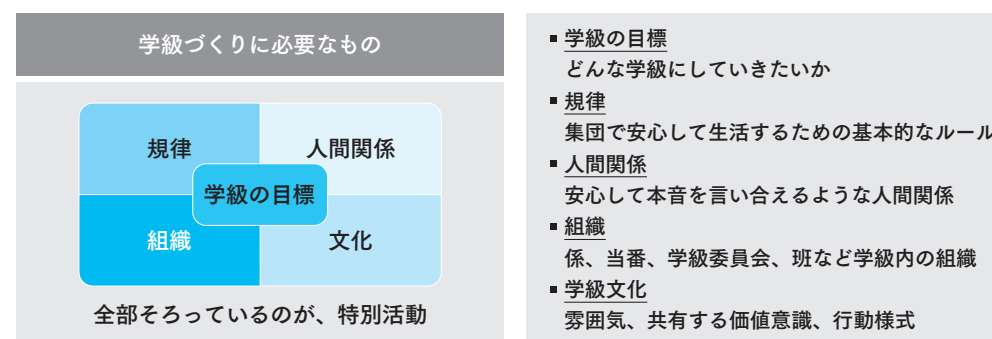 学級づくりに必要なもの
規律
人間関係
学級の目標
組織
文化
全部そろっているのが、特別活動
▪学級の目標
どんな学級にしていきたいか
▪規律
集団で安心して生活するための基本的なルール
▪人間関係
安心して本音を言い合えるような人間関係
▪組織
係、当番、学級委員会、班など学級内の組織
▪学級文化
雰囲気、共有する価値意識、行動様式